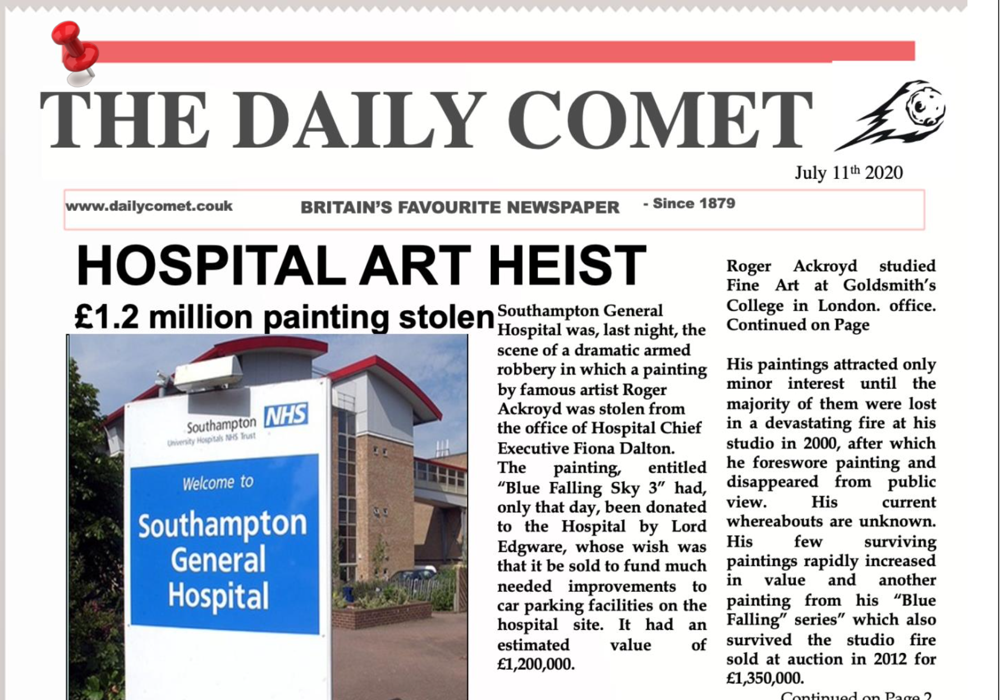 THE DAILY COMET
July 11th 2020
www.dailycomet.couk BRITAIN'S FAVOURITE NEWSPAPER - Since 1879
HOSPITAL ART HEIST
£1.2 million painting stolen
Southampton
University Hospitals NHS Trust
NHS
Welcome to
Southampton
General
Hospital
Southampton General
Hospital was, last night, the
scene of a dramatic armed
robbery in which a painting
by famous artist Roger
Ackroyd was stolen from
the office of Hospital Chief
Executive Fiona Dalton.
The painting, entitled
“Blue Falling Sky 3” had,
only that day, been donated
to the Hospital by Lord
Edgware, whose wish was
that it be sold to fund much
needed improvements to
car parking facilities on the
hospital site. It had an
estimated value of
£1,200,000.
Roger Ackroyd studied
Fine Art at Goldsmith’s
College in London. office.
Continued on Page
His paintings attracted only
minor interest until the
majority of them were lost
in a devastating fire at his
studio in 2000, after which
he foreswore painting and
disappeared from public
view. His current
whereabouts are unknown.
His few surviving
paintings rapidly increased
in value and another
painting from his “Blue
Falling” series” which also
survived the studio fire
sold at auction in 2012 for
£1,350,000.
Continued on Page 2